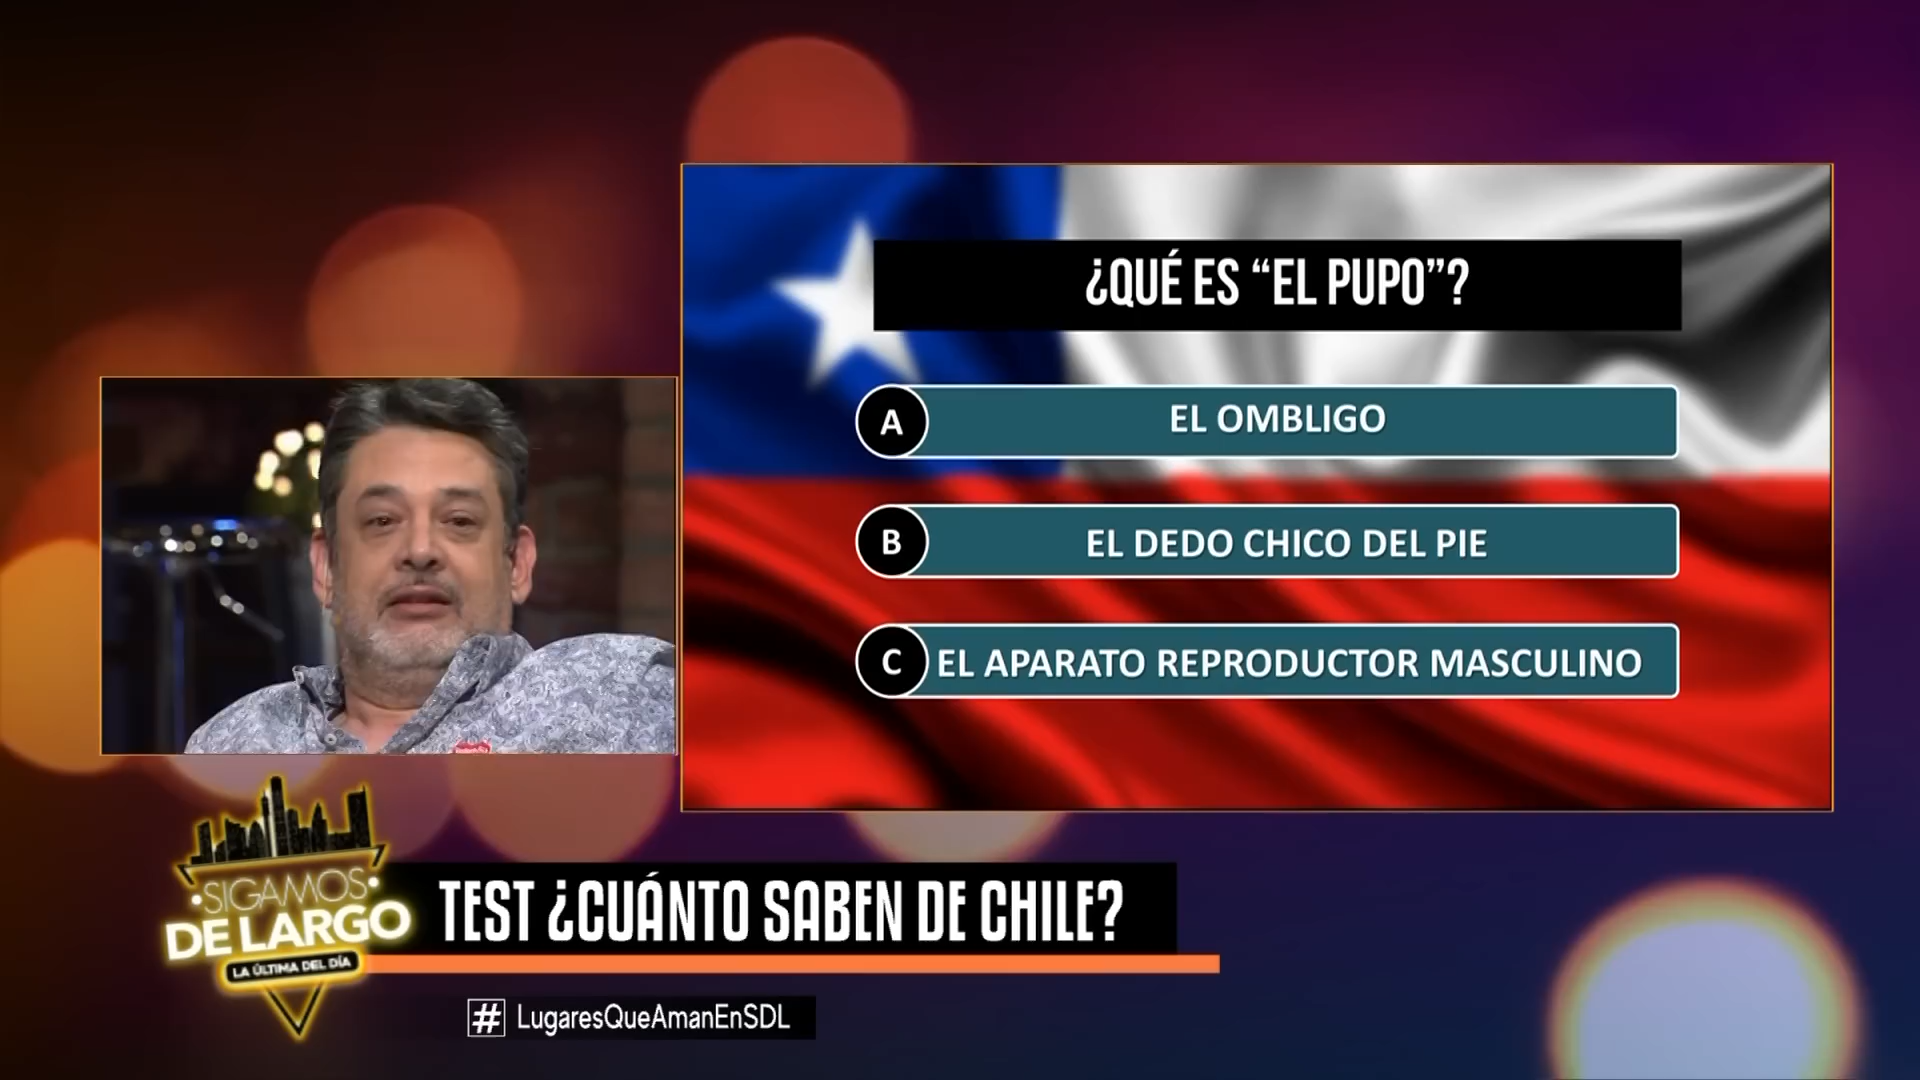 ¿QUÉ ES “EL PUPO”?
A EL OMBLIGO
B EL DEDO CHICO DEL PIE
C EL APARATO REPRODUCTOR MASCULINO
·SIGAMOS·
DE LARGO
LA ÚLTIMA DEL DÍA
TEST ¿CUÁNTO SABEN DE CHILE?
# LugaresQueAmanEnSDL